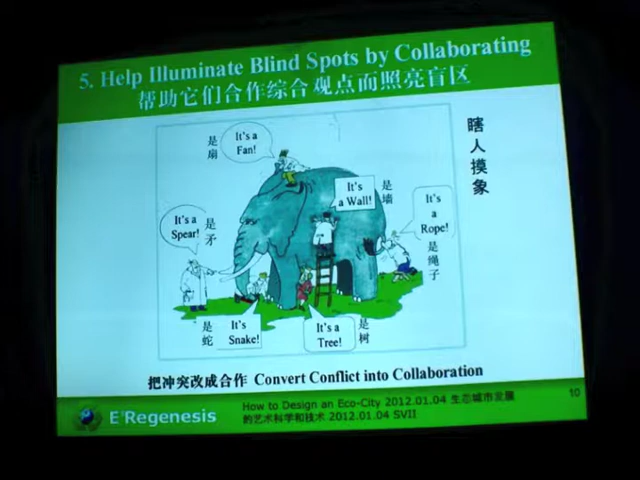 5. Help Illuminate Blind Spots by Collaborating
帮助它们合作综合观点而照亮盲区
瞎人摸象
It's a
Fan!
是扇
It's
a Wall!
是墙
It's
a
Rope!
是绳子
It's a
Spear!
是矛
是蛇
It's
Snake!
It's a
Tree!
是树
把冲突改成合作 Convert Conflict into Collaboration
E²Regenesis
How to Design an Eco-City 2012.01.04 生态城市发展
的艺术科学和技术 2012.01.04 SVII
10